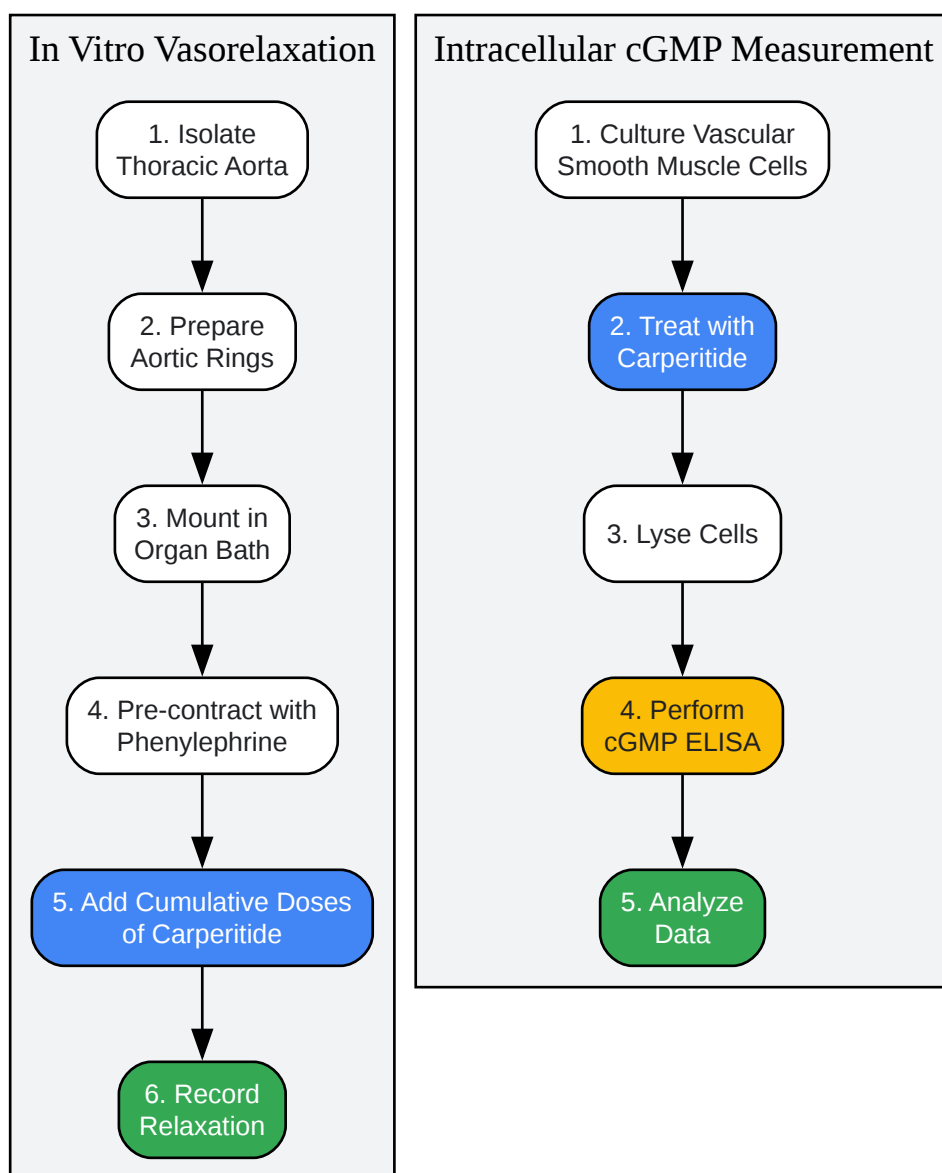 In Vitro Vasorelaxation
1. Isolate
Thoracic Aorta
2. Prepare
Aortic Rings
3. Mount in
Organ Bath
4. Pre-contract with
Phenylephrine
5. Add Cumulative Doses
of Carperitide
6. Record
Relaxation
Intracellular cGMP Measurement
1. Culture Vascular
Smooth Muscle Cells
2. Treat with
Carperitide
3. Lyse Cells
4. Perform
cGMP ELISA
5. Analyze
Data